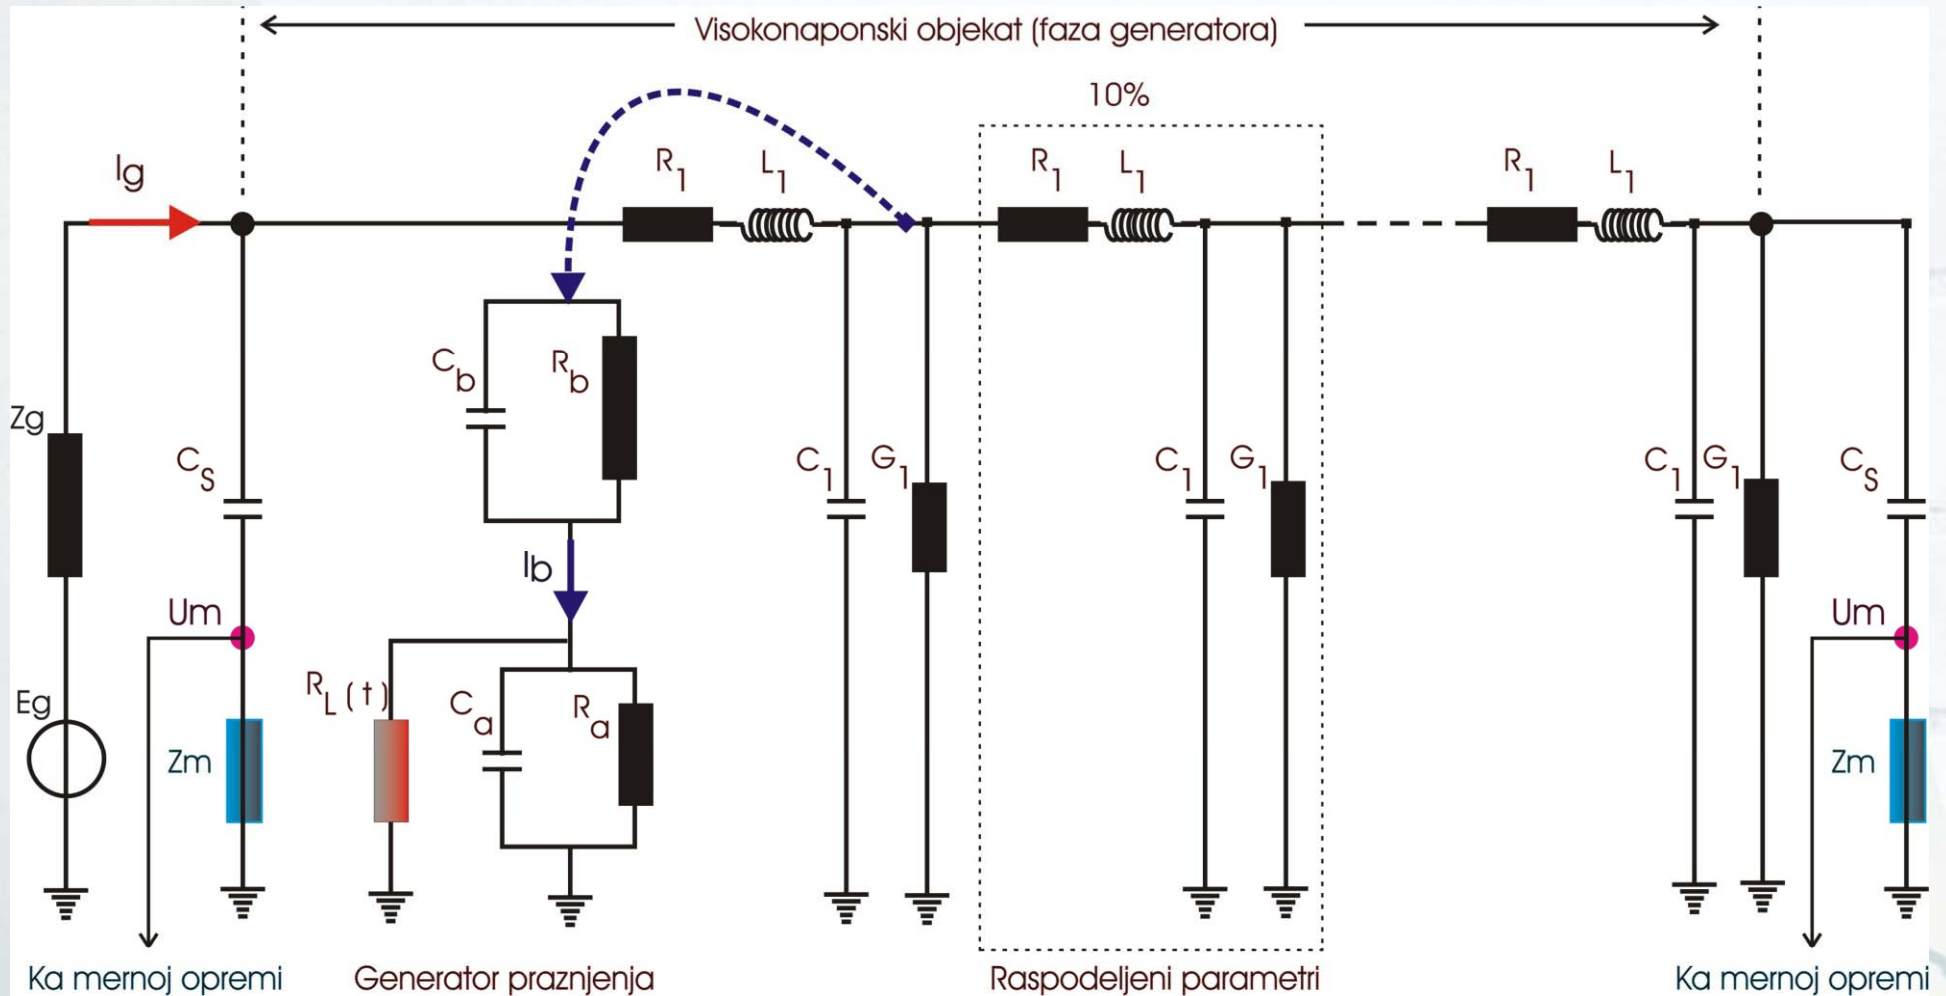 Visokonaponski objekat (faza generatora)
10%
Ig
R1
L1
R1
L1
R1
L1
Cb
Rb
Zg
CS
C1
G1
C1
G1
C1
G1
CS
Ib
Um
Um
RL(t)
Ca
Ra
Eg
Zm
Zm
Ka mernoj opremi
Generator praznjenja
Raspodeljeni parametri
Ka mernoj opremi